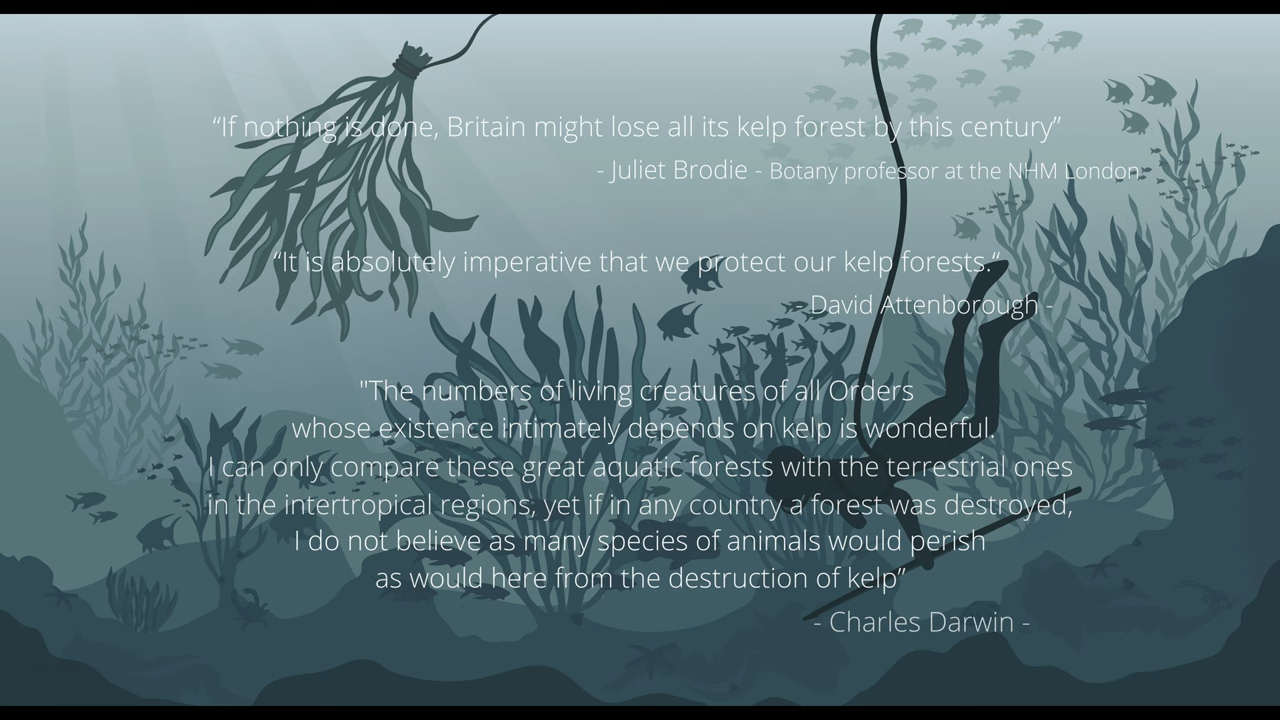 “If nothing is done, Britain might lose all its kelp forest by this century”
- Juliet Brodie - Botany professor at the NHM London
“It is absolutely imperative that we protect our kelp forests.“
- David Attenborough -
"The numbers of living creatures of all Orders
whose existence intimately depends on kelp is wonderful.
I can only compare these great aquatic forests with the terrestrial ones
in the intertropical regions; yet if in any country a forest was destroyed,
I do not believe as many species of animals would perish
as would here from the destruction of kelp”
- Charles Darwin -